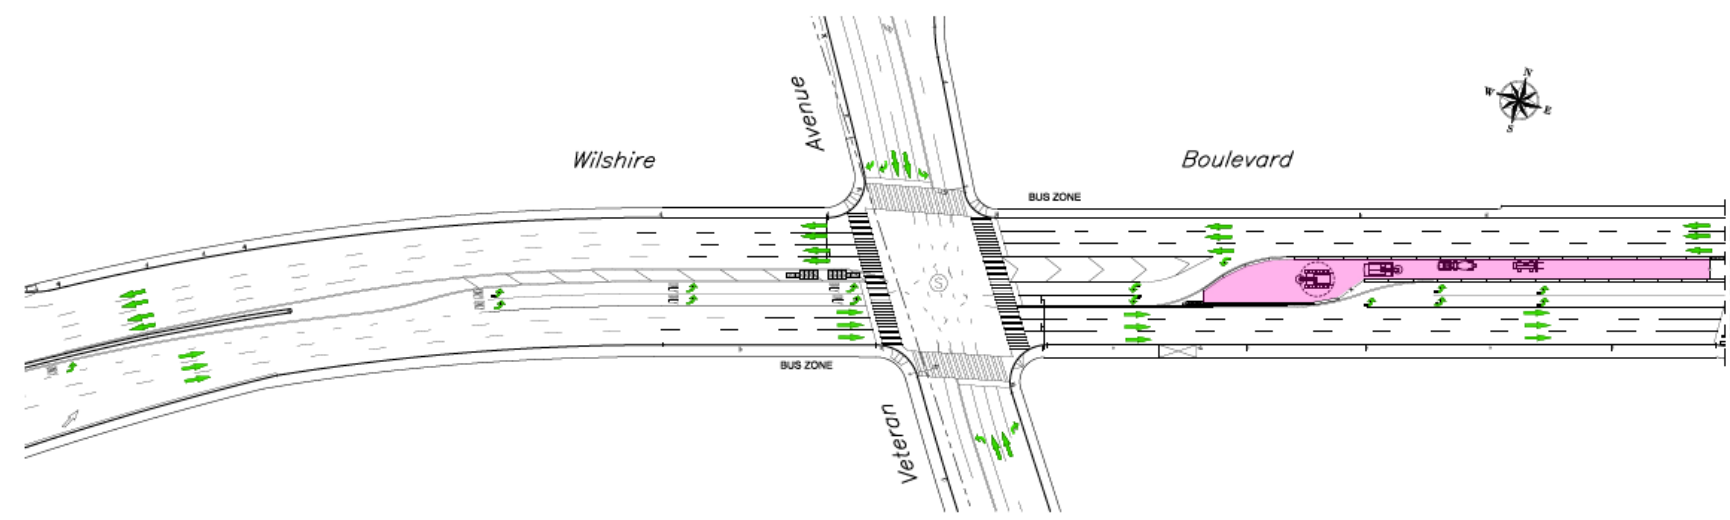 N
W
E
S
Avenue
Wilshire
Boulevard
BUS ZONE
S
BUS ZONE
Veteran